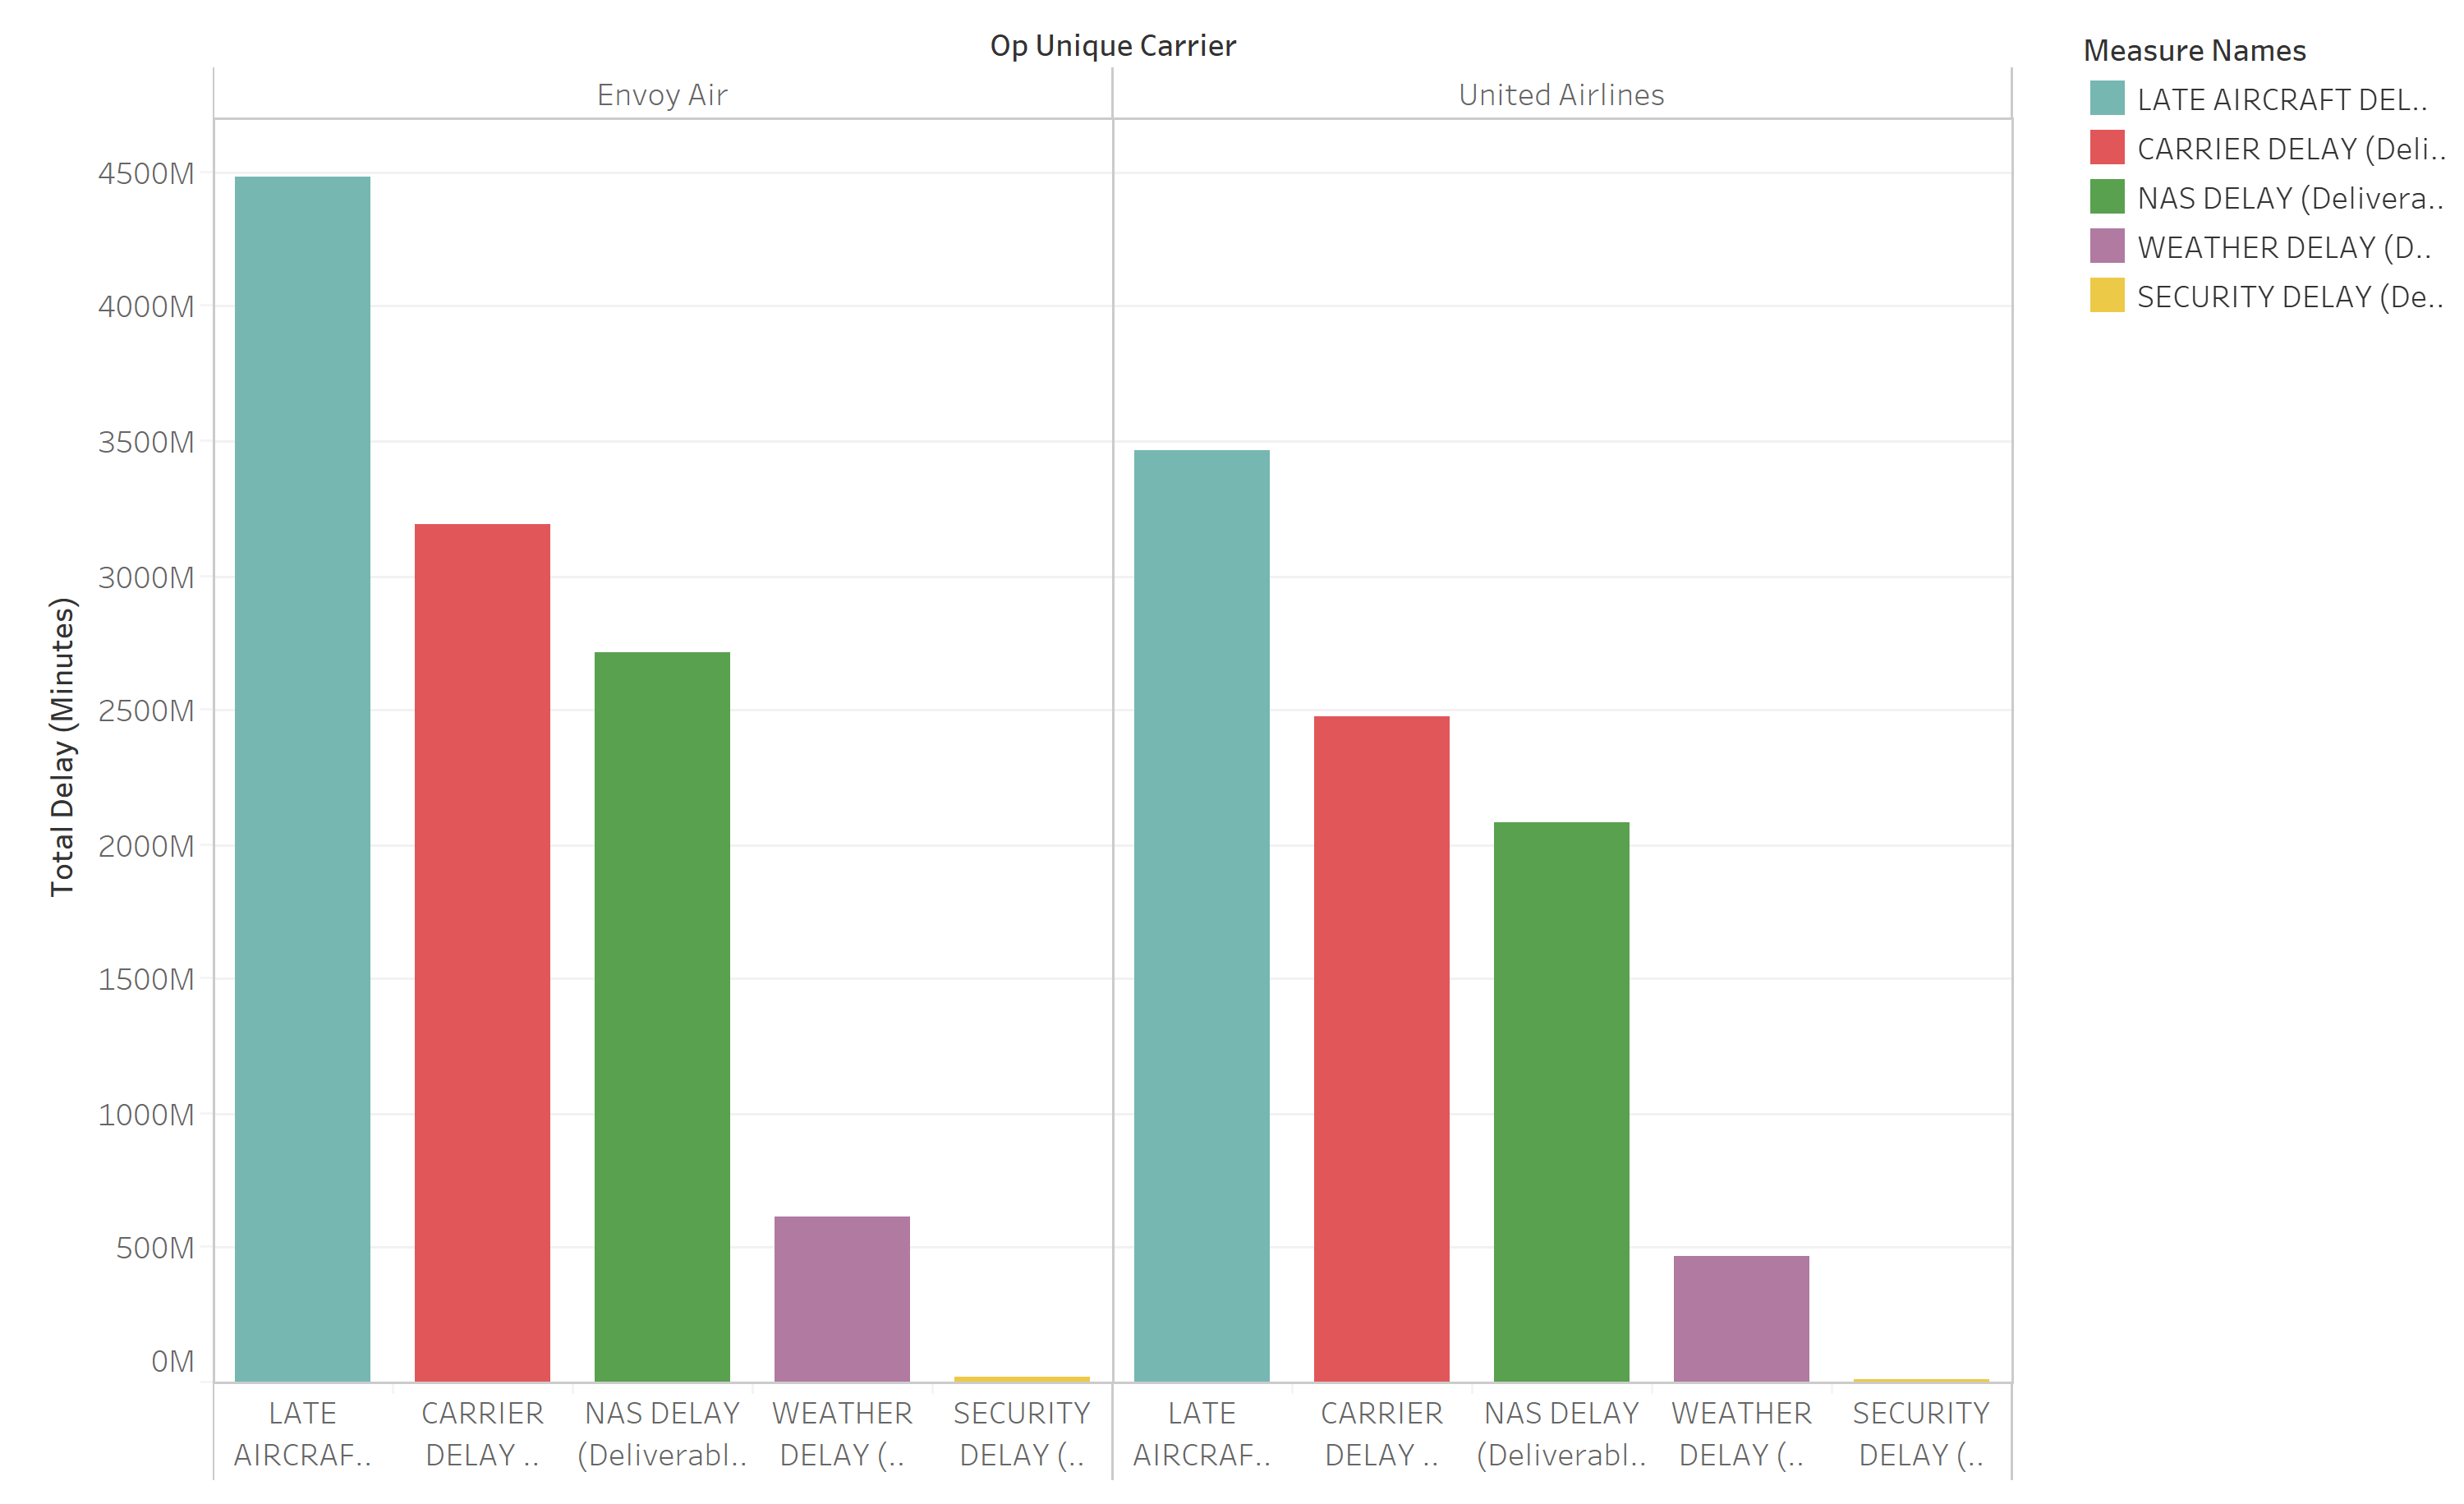 Op Unique Carrier
Envoy Air
United Airlines
Measure Names
LATE AIRCRAFT DEL..
CARRIER DELAY (Deli..
NAS DELAY (Delivera..
WEATHER DELAY (D..
SECURITY DELAY (De..
Total Delay (Minutes)
4500M
4000M
3500M
3000M
2500M
2000M
1500M
1000M
500M
0M
LATE
AIRCRAF..
CARRIER
DELAY ..
NAS DELAY
(Deliverabl..
WEATHER
DELAY (..
SECURITY
DELAY (..
LATE
AIRCRAF..
CARRIER
DELAY ..
NAS DELAY
(Deliverabl..
WEATHER
DELAY (..
SECURITY
DELAY (..